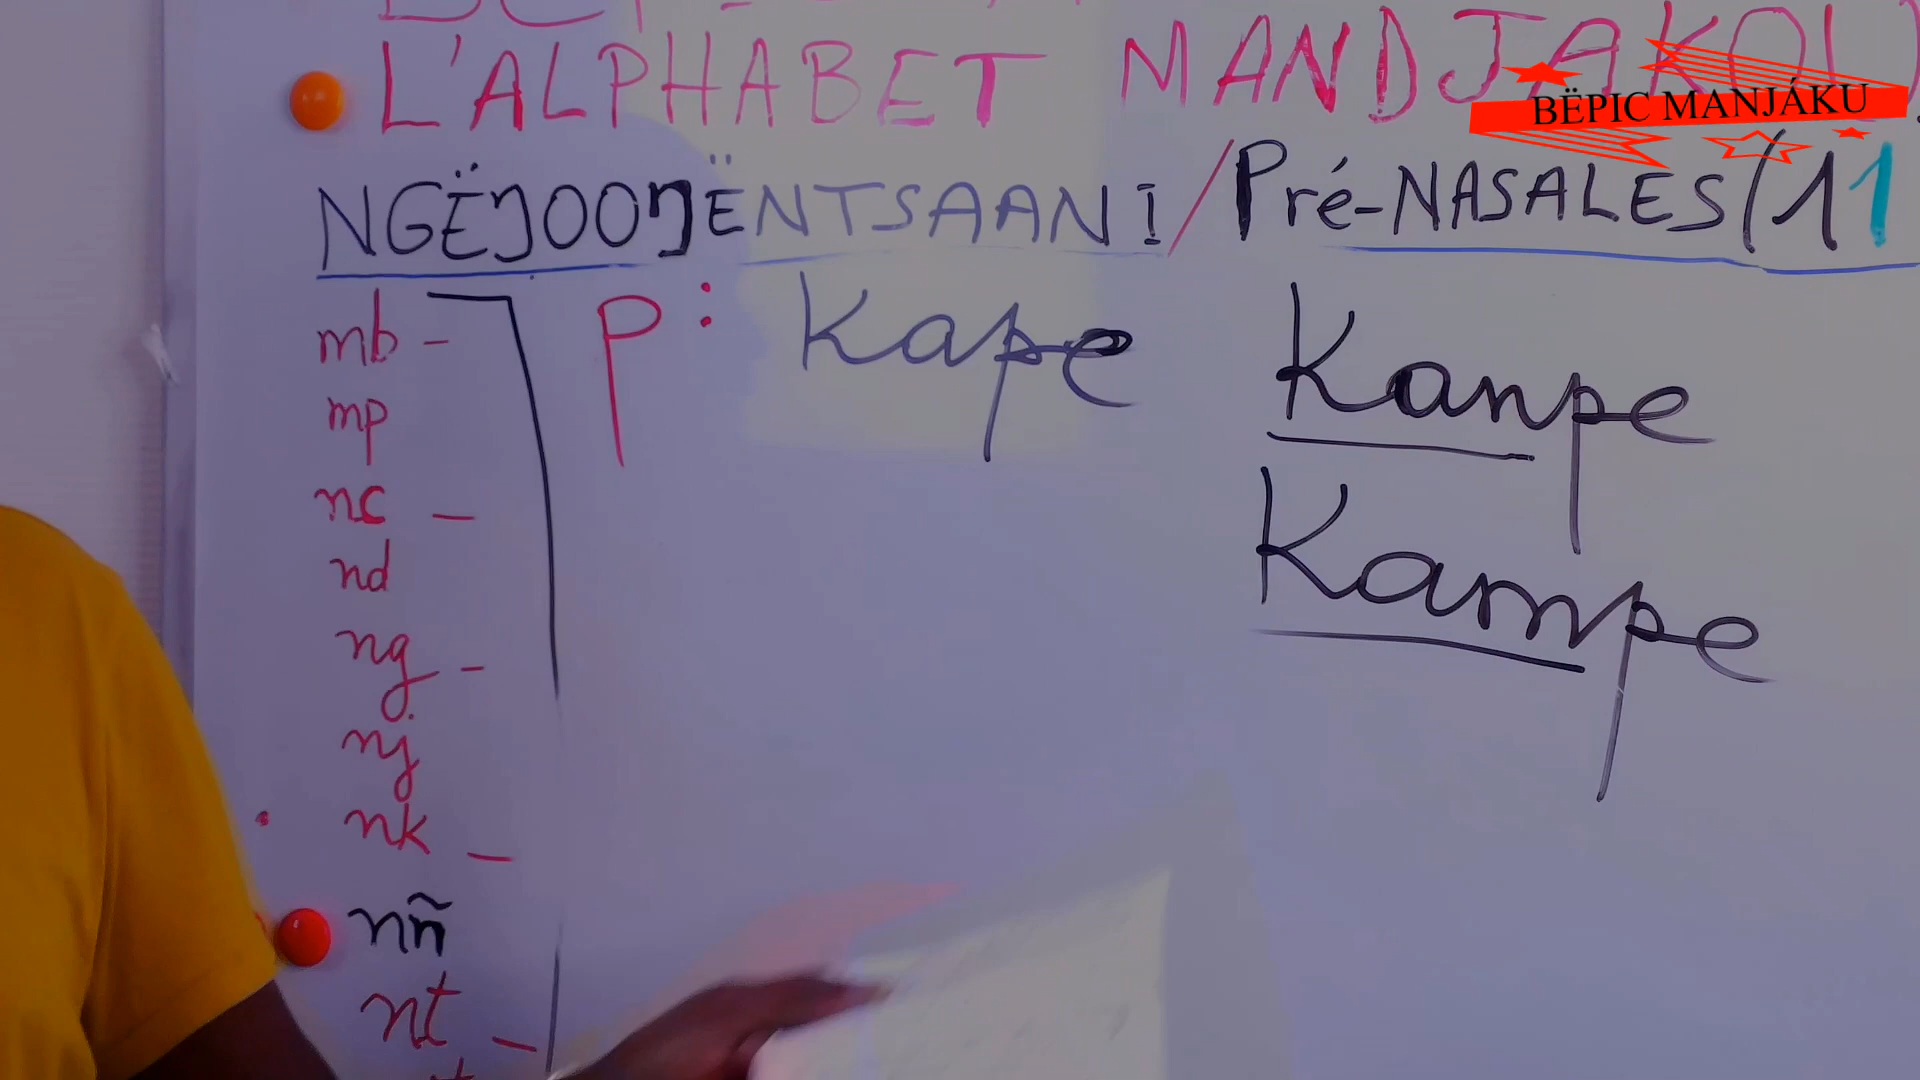 L'ALPHABET MANDJAKOU
BËPIC MANJÁKU
NGËŊOOŊËNTSAANI / Pré-NASALES (11
mb -
mp
nc -
nd
ng -
nj
nk -
nñ
nt -
P : Kape
Kanpe
Kampe